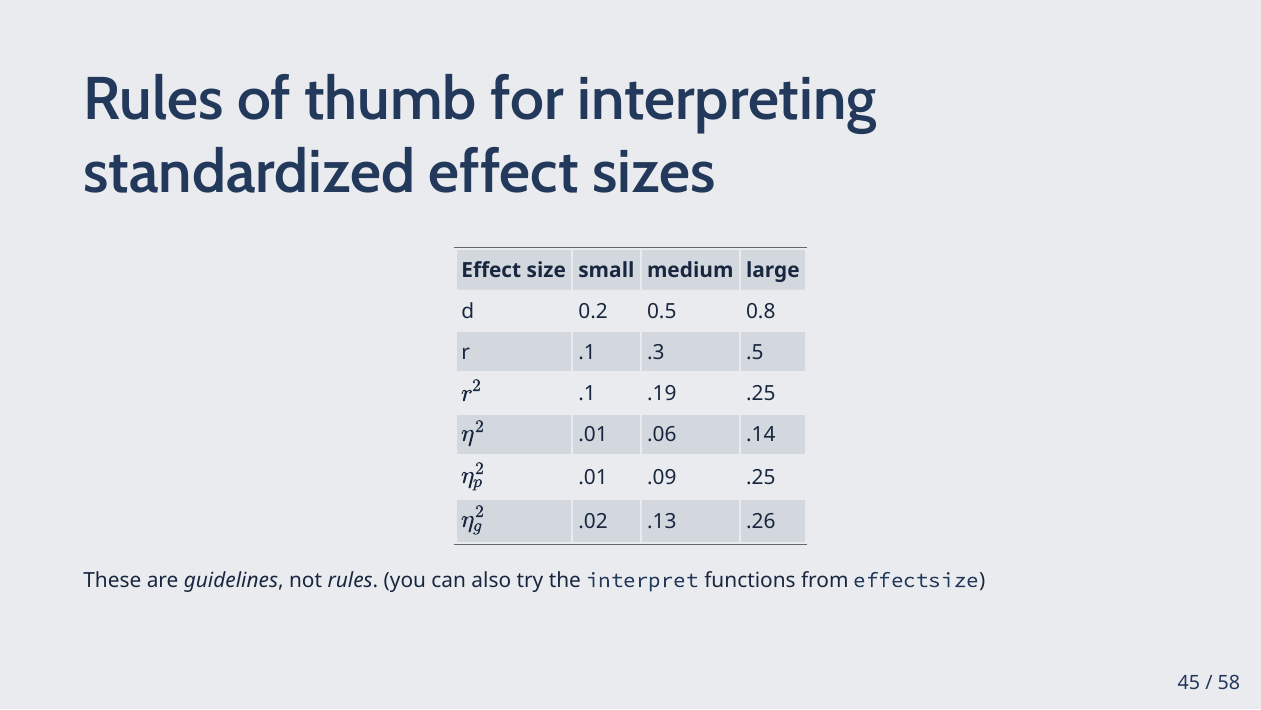 Rules of thumb for interpreting
standardized effect sizes
Effect size small medium large
d 0.2 0.5 0.8
r .1 .3 .5
r² .1 .19 .25
η² .01 .06 .14
ηp² .01 .09 .25
ηg² .02 .13 .26
These are guidelines, not rules. (you can also try the interpret functions from effectsize)
45 / 58